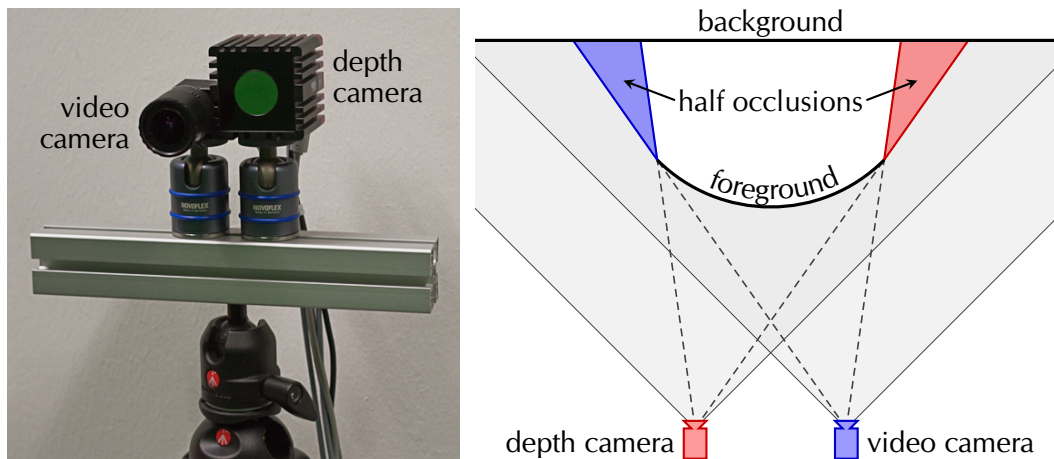 depth
camera
video
camera
NOVOFLEX
NOVOFLEX
background
half occlusions
foreground
depth camera
video camera